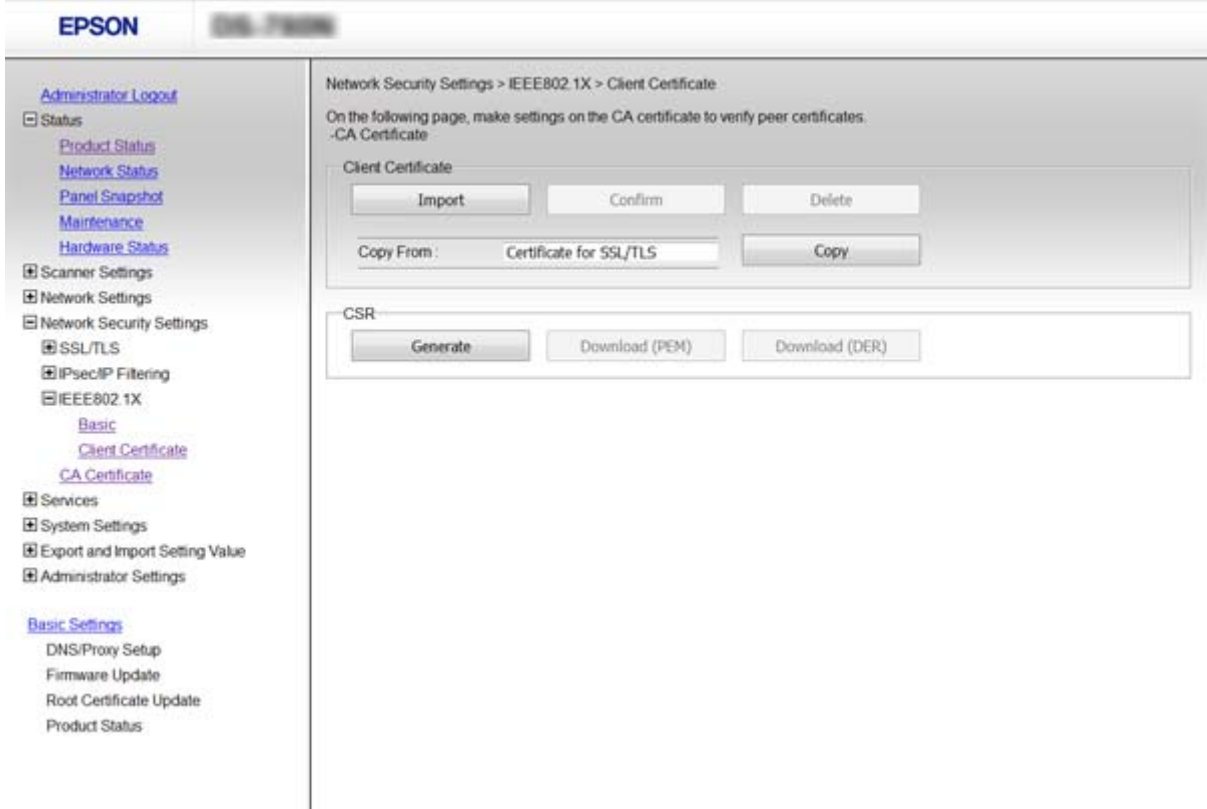 EPSON
Administrator Logout
Status
Product Status
Network Status
Panel Snapshot
Maintenance
Hardware Status
Scanner Settings
Network Settings
Network Security Settings
SSL/TLS
IPsec/IP Filtering
IEEE802.1X
Basic
Client Certificate
CA Certificate
Services
System Settings
Export and Import Setting Value
Administrator Settings
Basic Settings
DNS/Proxy Setup
Firmware Update
Root Certificate Update
Product Status
Network Security Settings > IEEE802.1X > Client Certificate
On the following page, make settings on the CA certificate to verify peer certificates.
-CA Certificate
Client Certificate
Import Confirm Delete
Copy From : Certificate for SSL/TLS Copy
CSR
Generate Download (PEM) Download (DER)